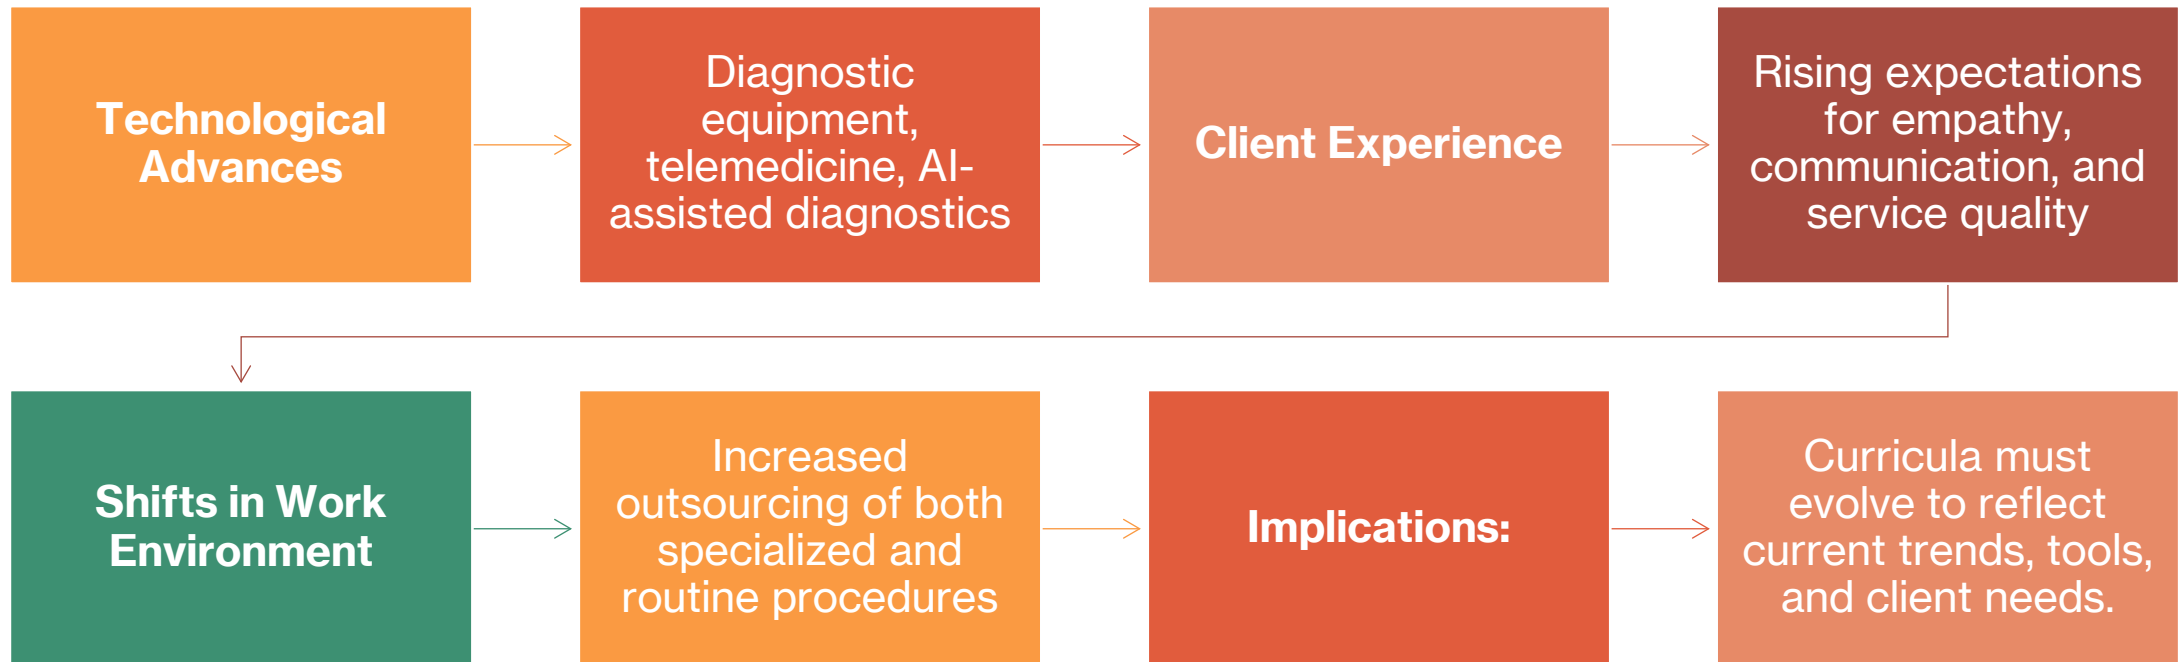 Technological
Advances
Diagnostic
equipment,
telemedicine, AI-
assisted diagnostics
Client Experience
Rising expectations
for empathy,
communication, and
service quality
Shifts in Work
Environment
Increased
outsourcing of both
specialized and
routine procedures
Implications:
Curricula must
evolve to reflect
current trends, tools,
and client needs.